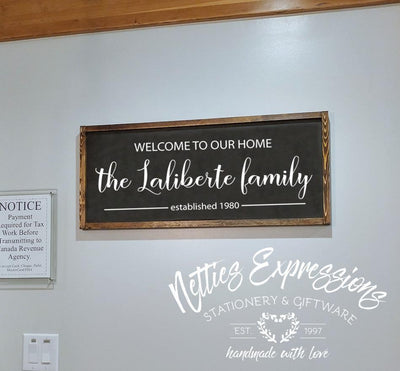 WELCOME TO OUR HOME
the Laliberte family
established 1980
NOTICE
Payment
Required for Tax
Work Before
Transmitting to
Canada Revenue
Agency.
Netties Expressions
STATIONERY & GIFTWARE
EST. 1997
handmade with love